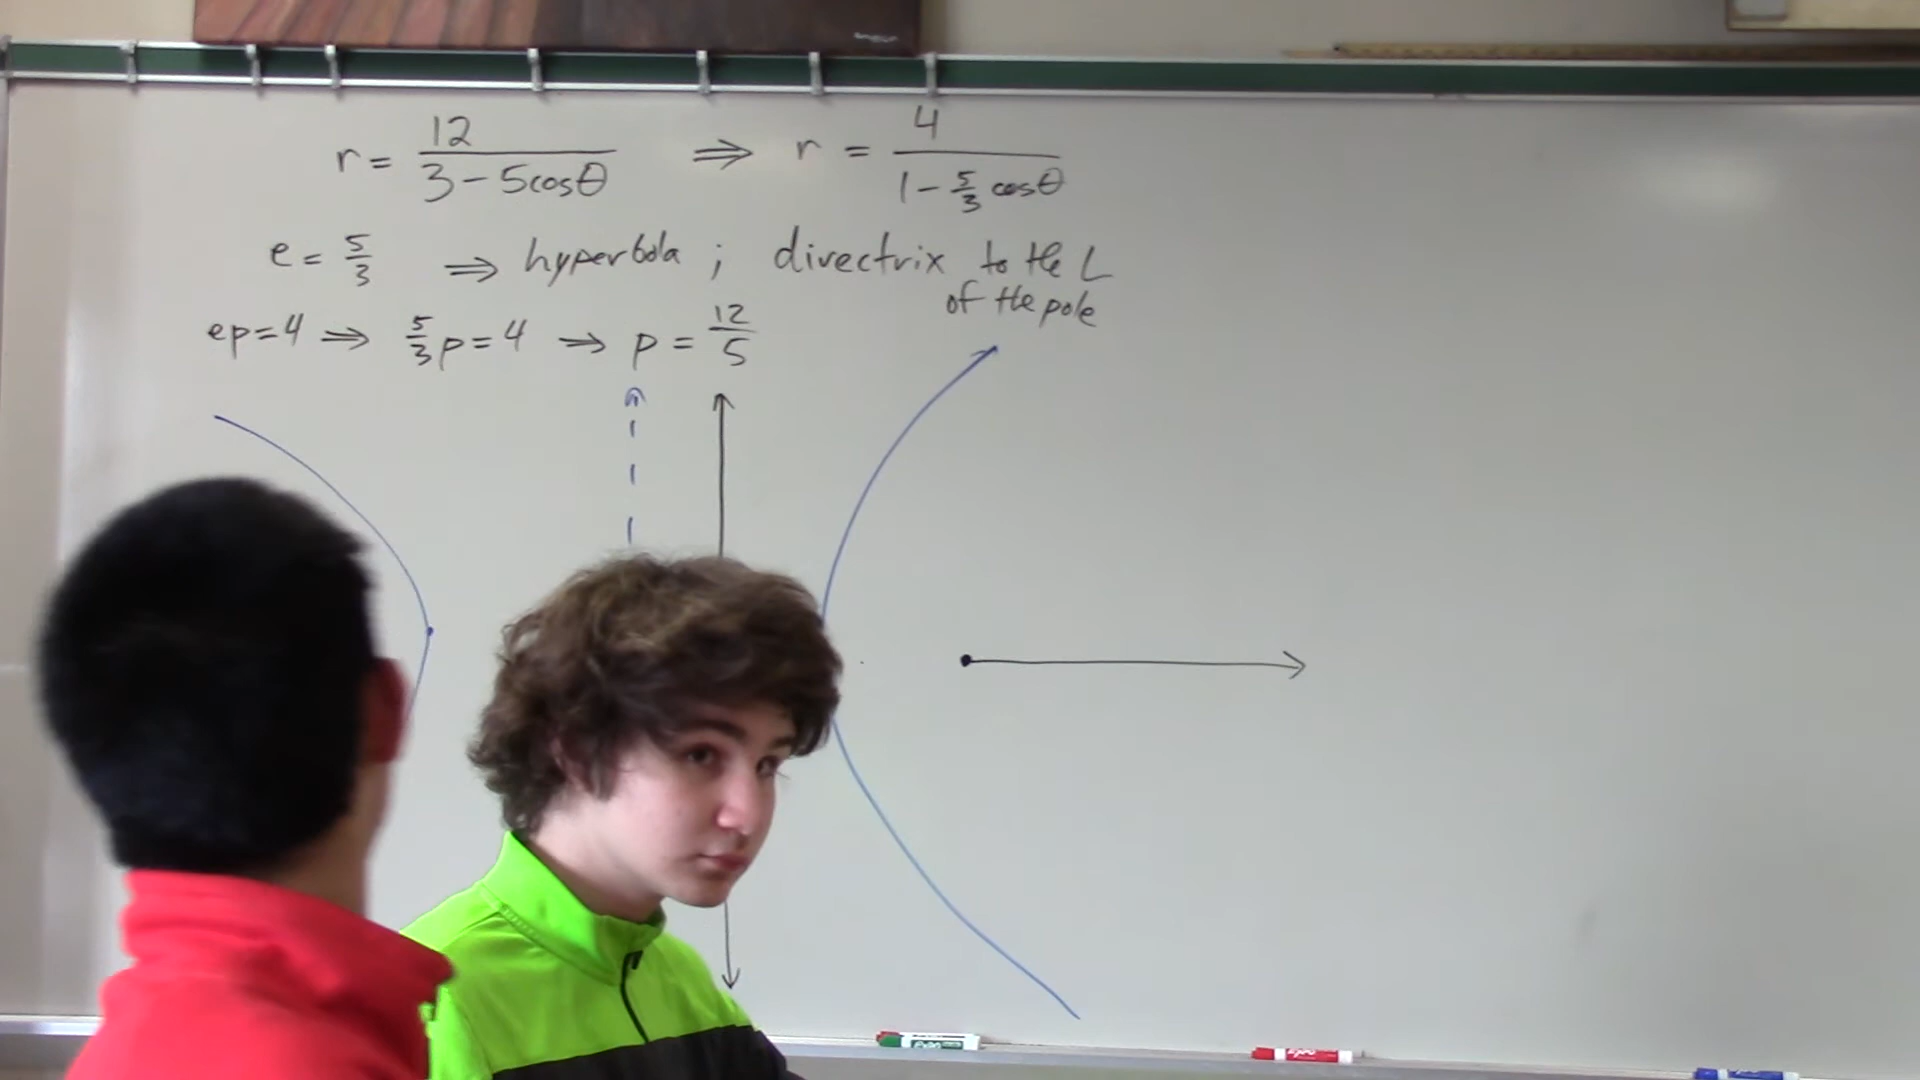 r = 12/(3 - 5cosθ) ⇒ r = 4/(1 - 5/3 cosθ)
e = 5/3 ⇒ hyperbola ; directrix to the L
of the pole
ep=4 ⇒ 5/3 p=4 ⇒ p = 12/5
EXPO